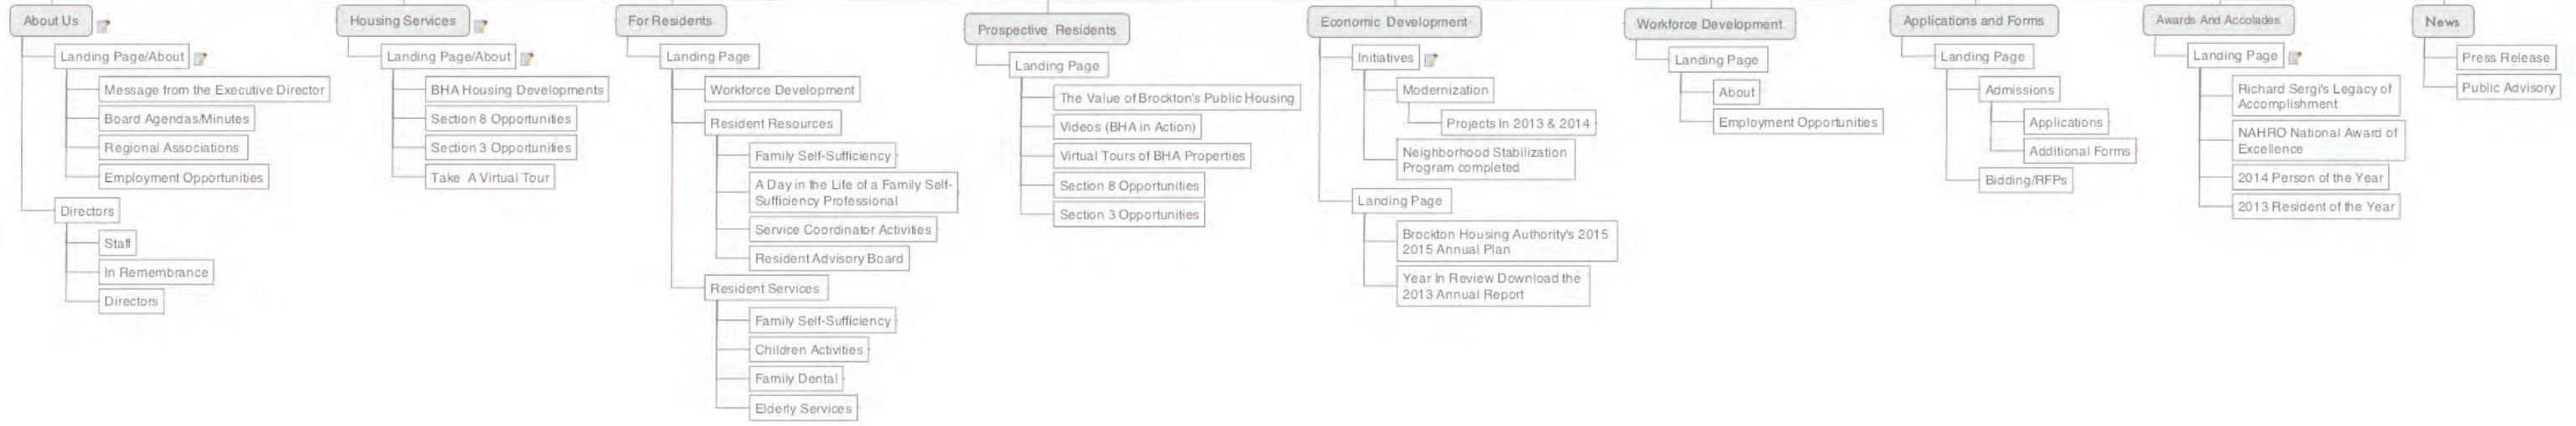 About Us
Landing Page/About
Message from the Executive Director
Board Agendas/Minutes
Regional Associations
Employment Opportunities
Directors
Staff
In Remembrance
Directors
Housing Services
Landing Page/About
BHA Housing Developments
Section 8 Opportunities
Section 3 Opportunities
Take A Virtual Tour
For Residents
Landing Page
Workforce Development
Resident Resources
Family Self-Sufficiency
A Day in the Life of a Family Self-
Sufficiency Professional
Service Coordinator Activities
Resident Advisory Board
Resident Services
Family Self-Sufficiency
Children Activities
Family Dental
Elderly Services
Prospective Residents
Landing Page
The Value of Brockton's Public Housing
Videos (BHA in Action)
Virtual Tours of BHA Properties
Section 8 Opportunities
Section 3 Opportunities
Economic Development
Initiatives
Modernization
Projects In 2013 & 2014
Neighborhood Stabilization
Program completed
Landing Page
Brockton Housing Authority's 2015
2015 Annual Plan
Year In Review Download the
2013 Annual Report
Workforce Development
Landing Page
About
Employment Opportunities
Applications and Forms
Landing Page
Admissions
Applications
Additional Forms
Bidding/RFPs
Awards And Accolades
Landing Page
Richard Sergi's Legacy of
Accomplishment
NAHRO National Award of
Excellence
2014 Person of the Year
2013 Resident of the Year
News
Press Release
Public Advisory